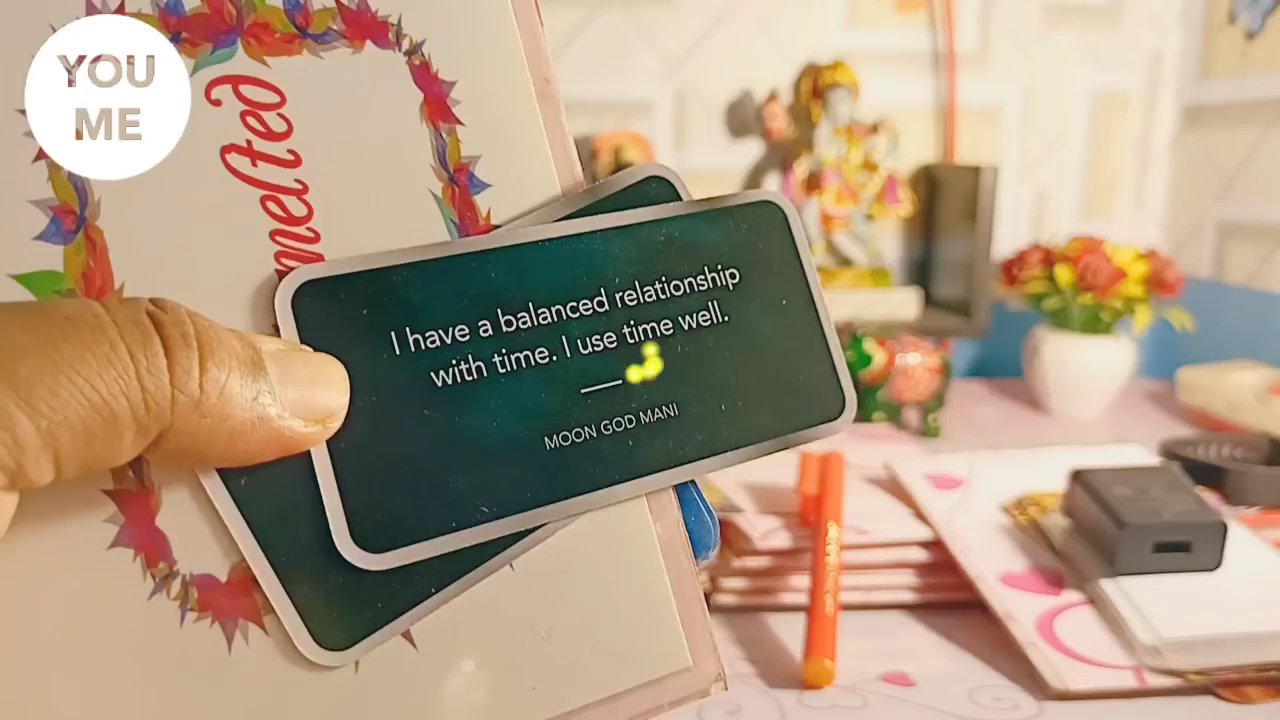 YOU
ME
melted
I have a balanced relationship
with time. I use time well.
MOON GOD MANI